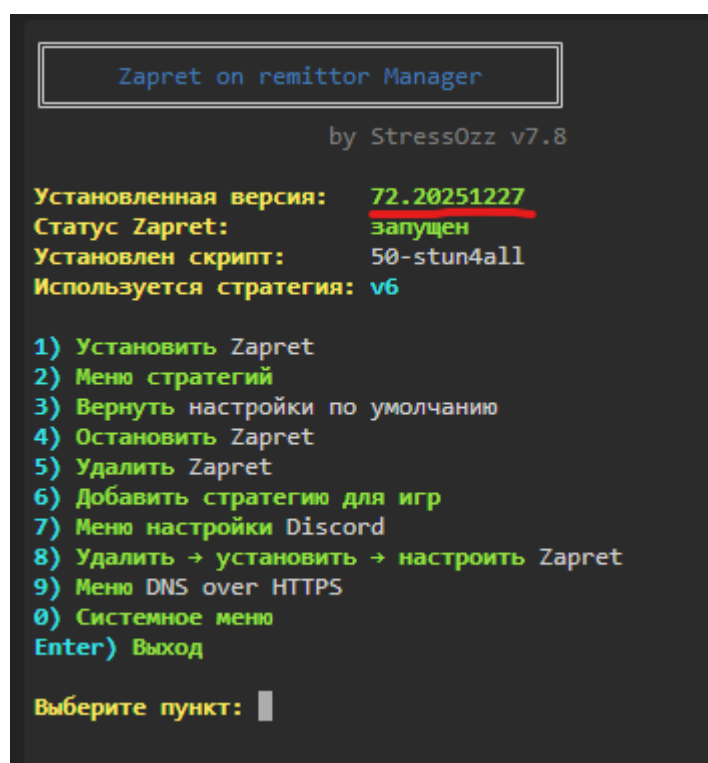 Zapret on remittor Manager
by StressOzz v7.8
Установленная версия: 72.20251227
Статус Zapret: запущен
Установлен скрипт: 50-stun4all
Используется стратегия: v6
1) Установить Zapret
2) Меню стратегий
3) Вернуть настройки по умолчанию
4) Остановить Zapret
5) Удалить Zapret
6) Добавить стратегию для игр
7) Меню настройки Discord
8) Удалить → установить → настроить Zapret
9) Меню DNS over HTTPS
0) Системное меню
Enter) Выход
Выберите пункт: